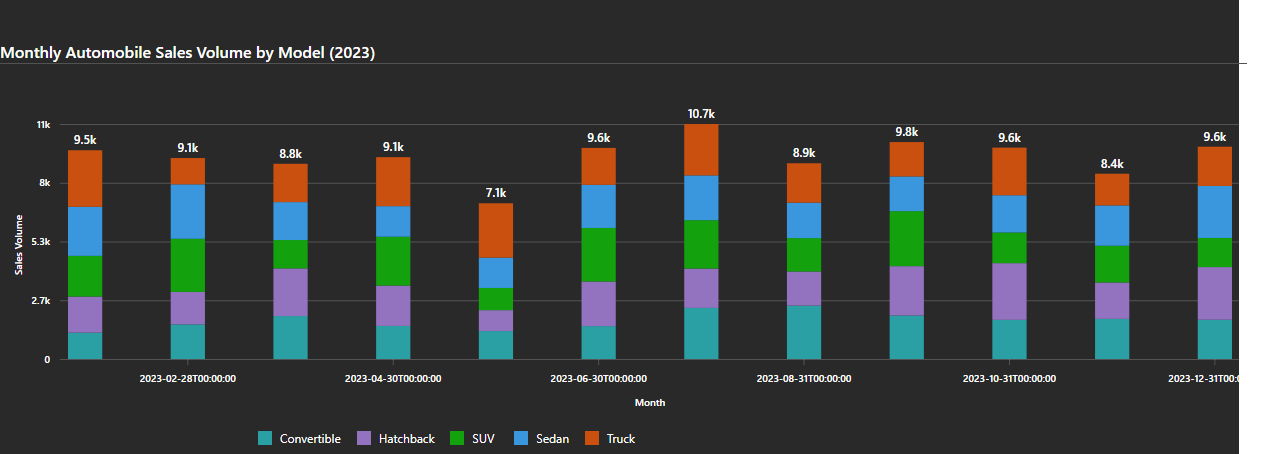 Monthly Automobile Sales Volume by Model (2023)
10.7k
11k
9.5k
9.1k
8.8k
9.1k
9.6k
8.9k
9.8k
9.6k
8.4k
9.6k
8k
7.1k
Sales Volume
5.3k
2.7k
0
2023-02-28T00:00:00
2023-04-30T00:00:00
2023-06-30T00:00:00
2023-08-31T00:00:00
2023-10-31T00:00:00
2023-12-31T00:0
Month
Convertible
Hatchback
SUV
Sedan
Truck